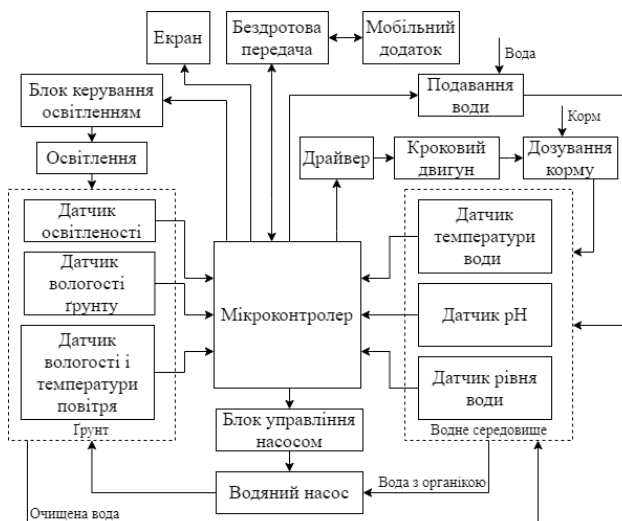 Екран
Бездротова
передача
Мобільний
додаток
Вода
Блок керування
освітленням
Подавання
води
Корм
Освітлення
Драйвер
Кроковий
двигун
Дозування
корму
Датчик
освітленості
Датчик
вологості
ґрунту
Датчик
вологості і
температури
повітря
Ґрунт
Мікроконтролер
Датчик
температури
води
Датчик pH
Датчик рівня
води
Водне середовище
Блок управління
насосом
Водяний насос
Вода з органікою
Очищена вода